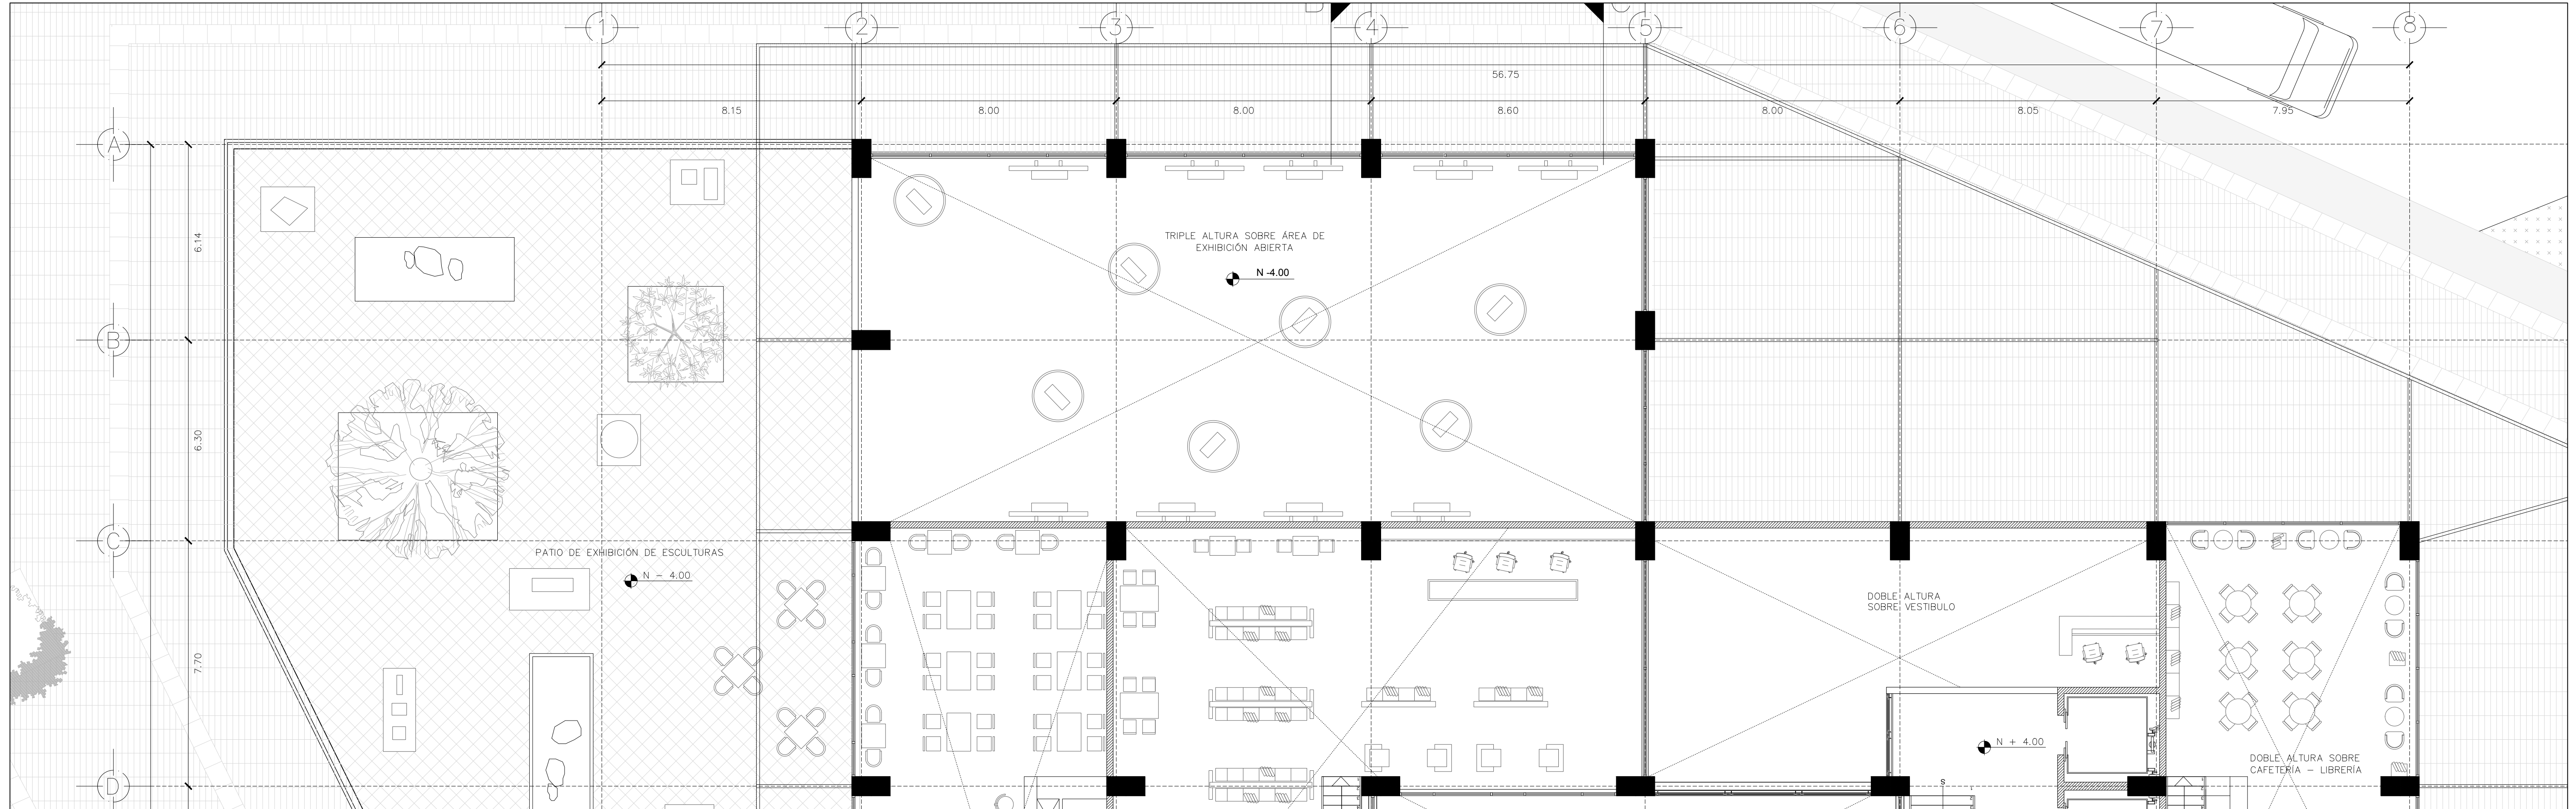 1 2 3 4 5 6 7 8
56.75
8.15 8.00 8.00 8.60 8.00 8.05 7.95
A
6.14
TRIPLE ALTURA SOBRE ÁREA DE
EXHIBICIÓN ABIERTA
N -4.00
B
6.30
C
PATIO DE EXHIBICIÓN DE ESCULTURAS
N - 4.00
DOBLE ALTURA
SOBRE VESTIBULO
7.70
N + 4.00
DOBLE ALTURA SOBRE
CAFETERÍA - LIBRERÍA
D
S